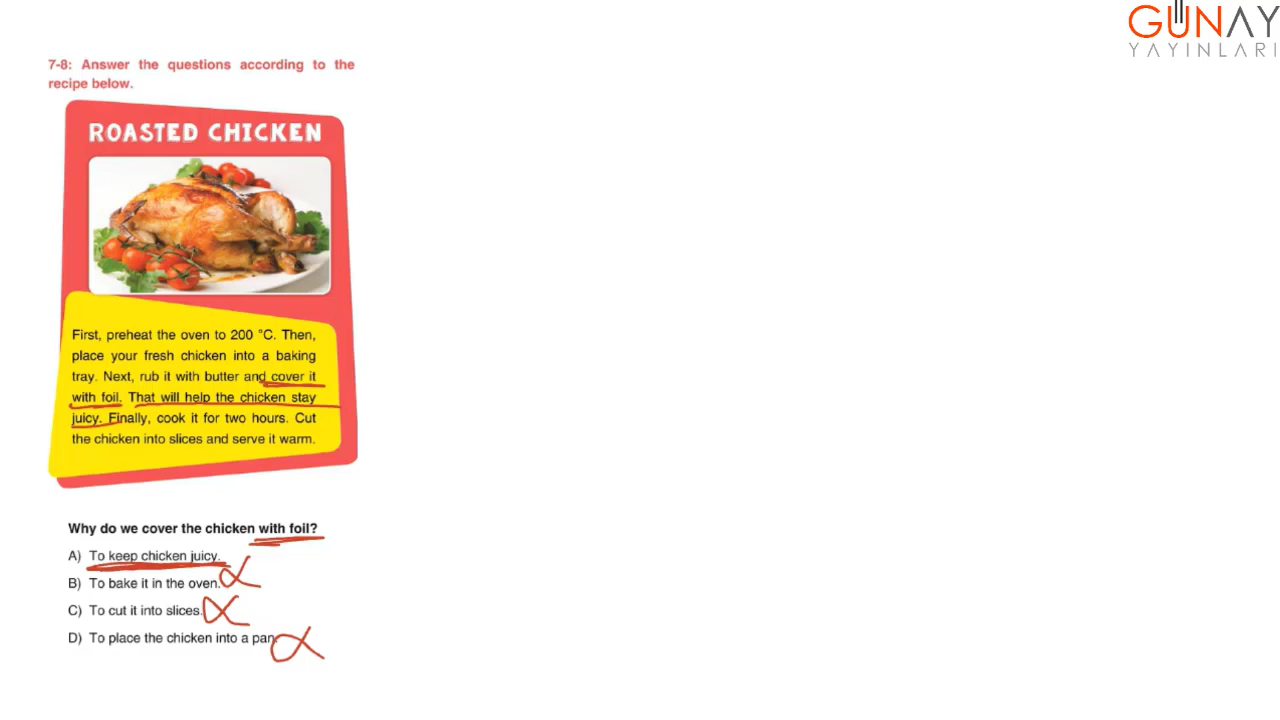 GÜNAY
YAYINLARI
7-8: Answer the questions according to the
recipe below.
ROASTED CHICKEN
First, preheat the oven to 200 °C. Then,
place your fresh chicken into a baking
tray. Next, rub it with butter and cover it
with foil. That will help the chicken stay
juicy. Finally, cook it for two hours. Cut
the chicken into slices and serve it warm.
Why do we cover the chicken with foil?
A) To keep chicken juicy.
B) To bake it in the oven.
C) To cut it into slices.
D) To place the chicken into a pan.